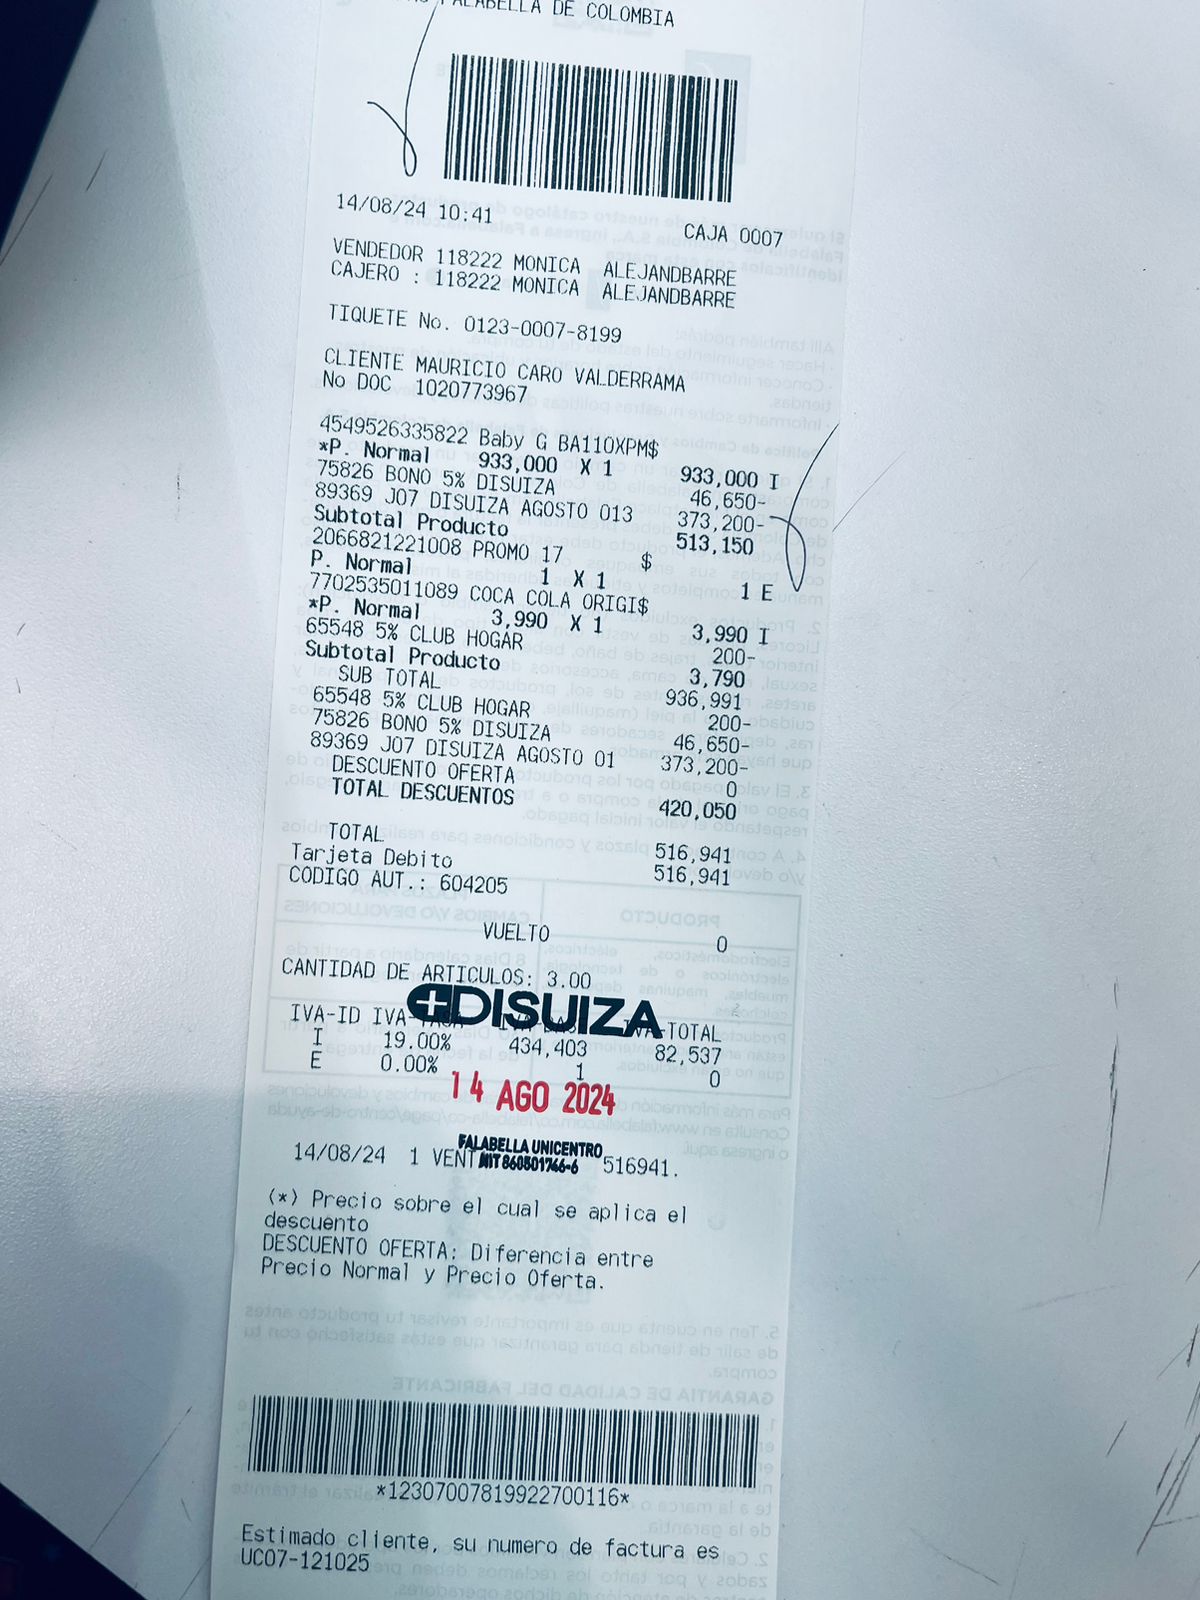 FALABELLA DE COLOMBIA
14/08/24 10:41
CAJA 0007
VENDEDOR 118222 MONICA ALEJANDBARRE
CAJERO : 118222 MONICA ALEJANDBARRE
TIQUETE No. 0123-0007-8199
CLIENTE MAURICIO CARO VALDERRAMA
No DOC 1020773967
4549526335822 Baby G BA110XPM$
*P. Normal 933,000 X 1 933,000 I
75826 BONO 5% DISUIZA 46,650-
89369 J07 DISUIZA AGOSTO 013 373,200-
Subtotal Producto 513,150
2066821221008 PROMO 17 $
P. Normal 1 X 1 1 E
7702535011089 COCA COLA ORIGI$
*P. Normal 3,990 X 1 3,990 I
65548 5% CLUB HOGAR 200-
Subtotal Producto 3,790
SUB TOTAL 936,991
65548 5% CLUB HOGAR 200-
75826 BONO 5% DISUIZA 46,650-
89369 J07 DISUIZA AGOSTO 01 373,200-
DESCUENTO OFERTA 0
TOTAL DESCUENTOS 420,050
TOTAL 516,941
Tarjeta Debito 516,941
CODIGO AUT.: 604205
VUELTO 0
CANTIDAD DE ARTICULOS: 3.00
DISUIZA
IVA-ID IVA-TASA IVA-TOTAL
I 19.00% 434,403 82,537
E 0.00% 1 0
14 AGO 2024
FALABELLA UNICENTRO
14/08/24 1 VENT NIT 860501766-6 516941.
(*) Precio sobre el cual se aplica el
descuento
DESCUENTO OFERTA: Diferencia entre
Precio Normal y Precio Oferta.
*12307007819922700116*
Estimado cliente, su numero de factura es
UC07-121025